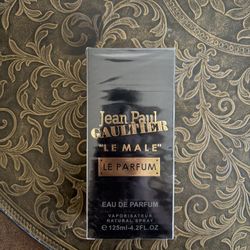 Jean Paul
GAULTIER
"LE MALE"
LE PARFUM
EAU DE PARFUM
VAPORISATEUR
NATURAL SPRAY
℮125ml-4.2FL.OZ